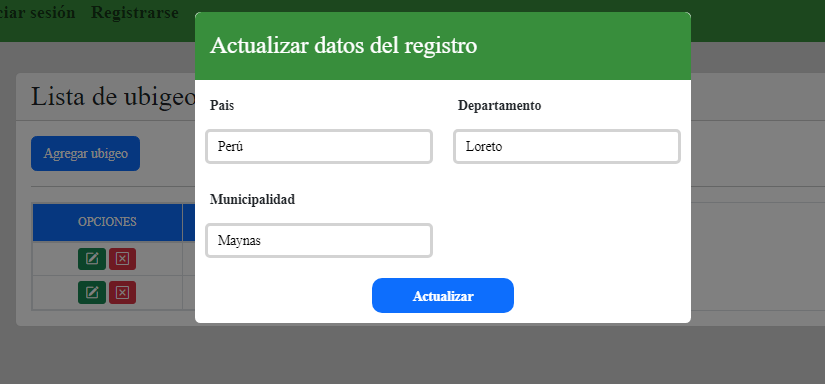 sesión Registrarse
Actualizar datos del registro
Lista de ubigeo
Pais Departamento
Perú Loreto
Agregar ubigeo
Municipalidad
OPCIONES
Maynas
Actualizar